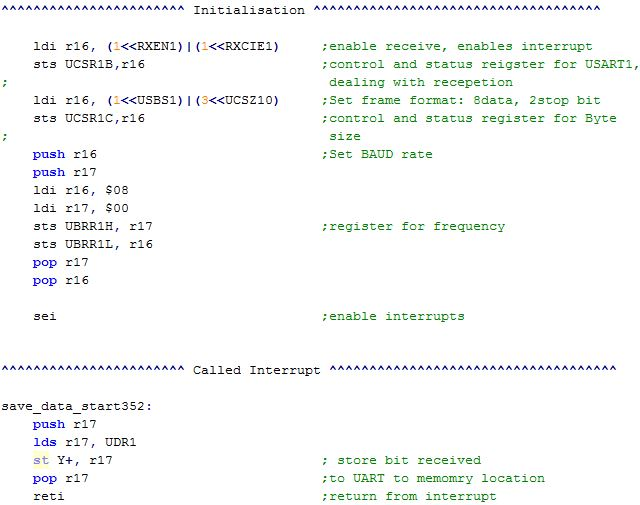 ^^^^^^^^^^^^^^^^^^^^^^^ Initialisation ^^^^^^^^^^^^^^^^^^^^^^^^^^^^^^^^^^^^
ldi r16, (1<<RXEN1)|(1<<RXCIE1) ;enable receive, enables interrupt
sts UCSR1B,r16 ;control and status reigster for USART1,
; dealing with recepetion
ldi r16, (1<<USBS1)|(3<<UCSZ10) ;Set frame format: 8data, 2stop bit
sts UCSR1C,r16 ;control and status register for Byte
; size
push r16 ;Set BAUD rate
push r17
ldi r16, $08
ldi r17, $00
sts UBRR1H, r17 ;register for frequency
sts UBRR1L, r16
pop r17
pop r16
sei ;enable interrupts
^^^^^^^^^^^^^^^^^^^^^^^ Called Interrupt ^^^^^^^^^^^^^^^^^^^^^^^^^^^^^^^^^^^^
save_data_start352:
push r17
lds r17, UDR1
st Y+, r17 ; store bit received
pop r17 ;to UART to memomry location
reti ;return from interrupt